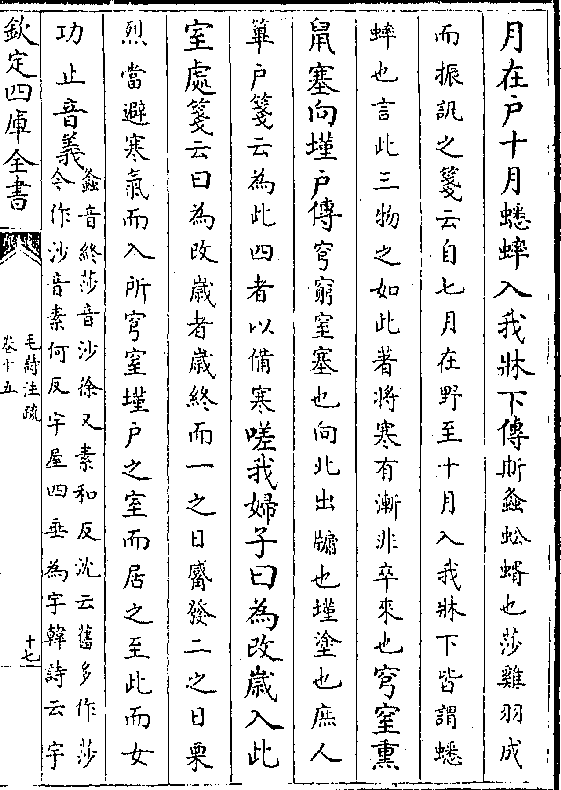 月在户十月蟋蟀入我牀下傳斯螽蚣蝑也莎雞羽成
而振訊之箋云自七月在野至十月入我牀下皆謂蟋
蟀也言此三物之如此著將寒有漸非卒來也穹窒熏
鼠塞向墐户傳穹窮窒塞也向北出牖也墐塗也庶人
篳户箋云為此四者以備寒嗟我婦子曰為改嵗入此
室處箋云曰為改嵗者嵗終而一之日觱發二之日栗
烈當避寒氣而入所穹窒墐户之室而居之至此而女
功止音義螽音終莎音沙徐又素和反沈云舊多作莎
今作沙音素何反宇屋四垂為宇韓詩云宇
欽定四庫全書
毛詩注疏
卷十五
十七